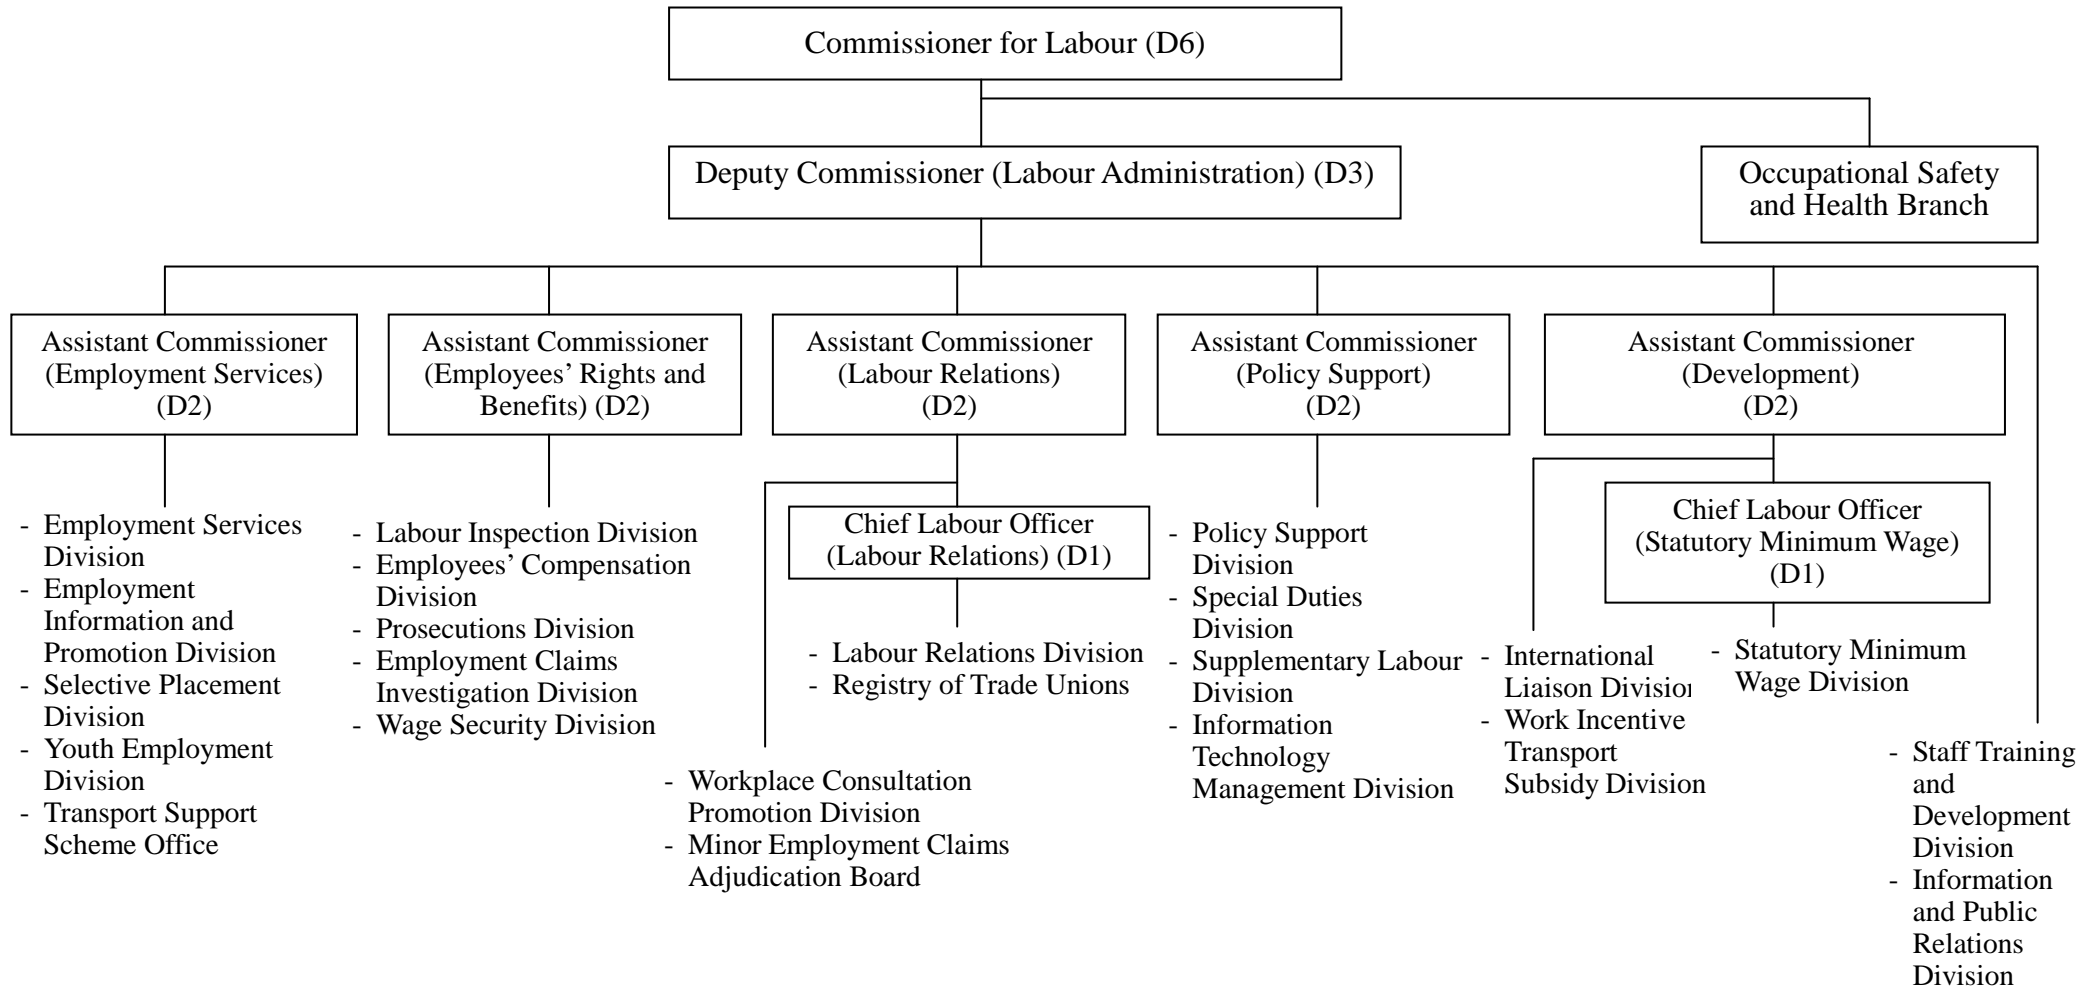 Commissioner for Labour (D6)
Deputy Commissioner (Labour Administration) (D3)
Occupational Safety
and Health Branch
Assistant Commissioner
(Employment Services)
(D2)
Assistant Commissioner
(Employees’ Rights and
Benefits) (D2)
Assistant Commissioner
(Labour Relations)
(D2)
Assistant Commissioner
(Policy Support)
(D2)
Assistant Commissioner
(Development)
(D2)
- Employment Services
Division
- Employment
Information and
Promotion Division
- Selective Placement
Division
- Youth Employment
Division
- Transport Support
Scheme Office
- Labour Inspection Division
- Employees’ Compensation
Division
- Prosecutions Division
- Employment Claims
Investigation Division
- Wage Security Division
Chief Labour Officer
(Labour Relations) (D1)
- Labour Relations Division
- Registry of Trade Unions
- Workplace Consultation
Promotion Division
- Minor Employment Claims
Adjudication Board
- Policy Support
Division
- Special Duties
Division
- Supplementary Labour
Division
- Information
Technology
Management Division
Chief Labour Officer
(Statutory Minimum Wage)
(D1)
- International
Liaison Division
- Work Incentive
Transport
Subsidy Division
- Statutory Minimum
Wage Division
- Staff Training
and
Development
Division
- Information
and Public
Relations
Division